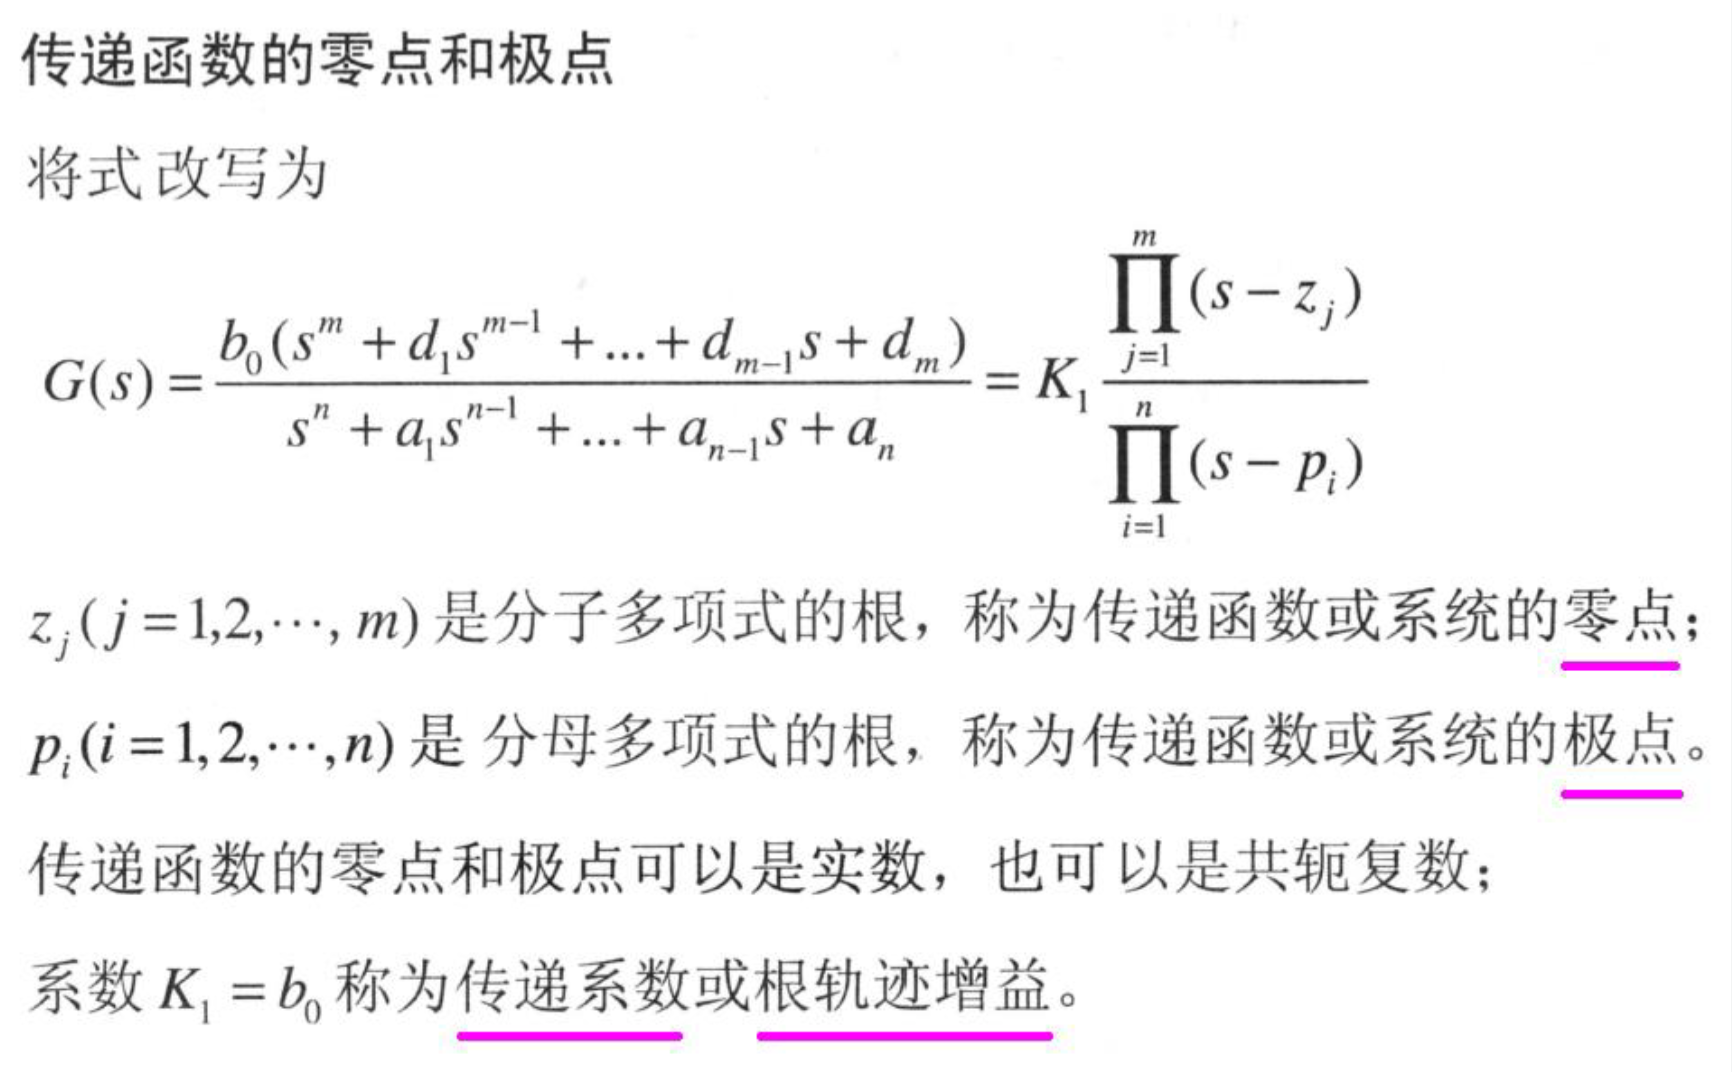 传递函数的零点和极点
将式改写为
G(s) = \frac{b_0(s^m + d_1s^{m-1} + ... + d_{m-1}s + d_m)}{s^n + a_1s^{n-1} + ... + a_{n-1}s + a_n} = K_1 \frac{\prod_{j=1}^{m}(s - z_j)}{\prod_{i=1}^{n}(s - p_i)}
z_j(j = 1,2,⋯, m) 是分子多项式的根，称为传递函数或系统的零点；
p_i(i = 1,2,⋯,n) 是 分母多项式的根，称为传递函数或系统的极点。
传递函数的零点和极点可以是实数，也可以是共轭复数；
系数 K_1 = b_0 称为传递系数或根轨迹增益。